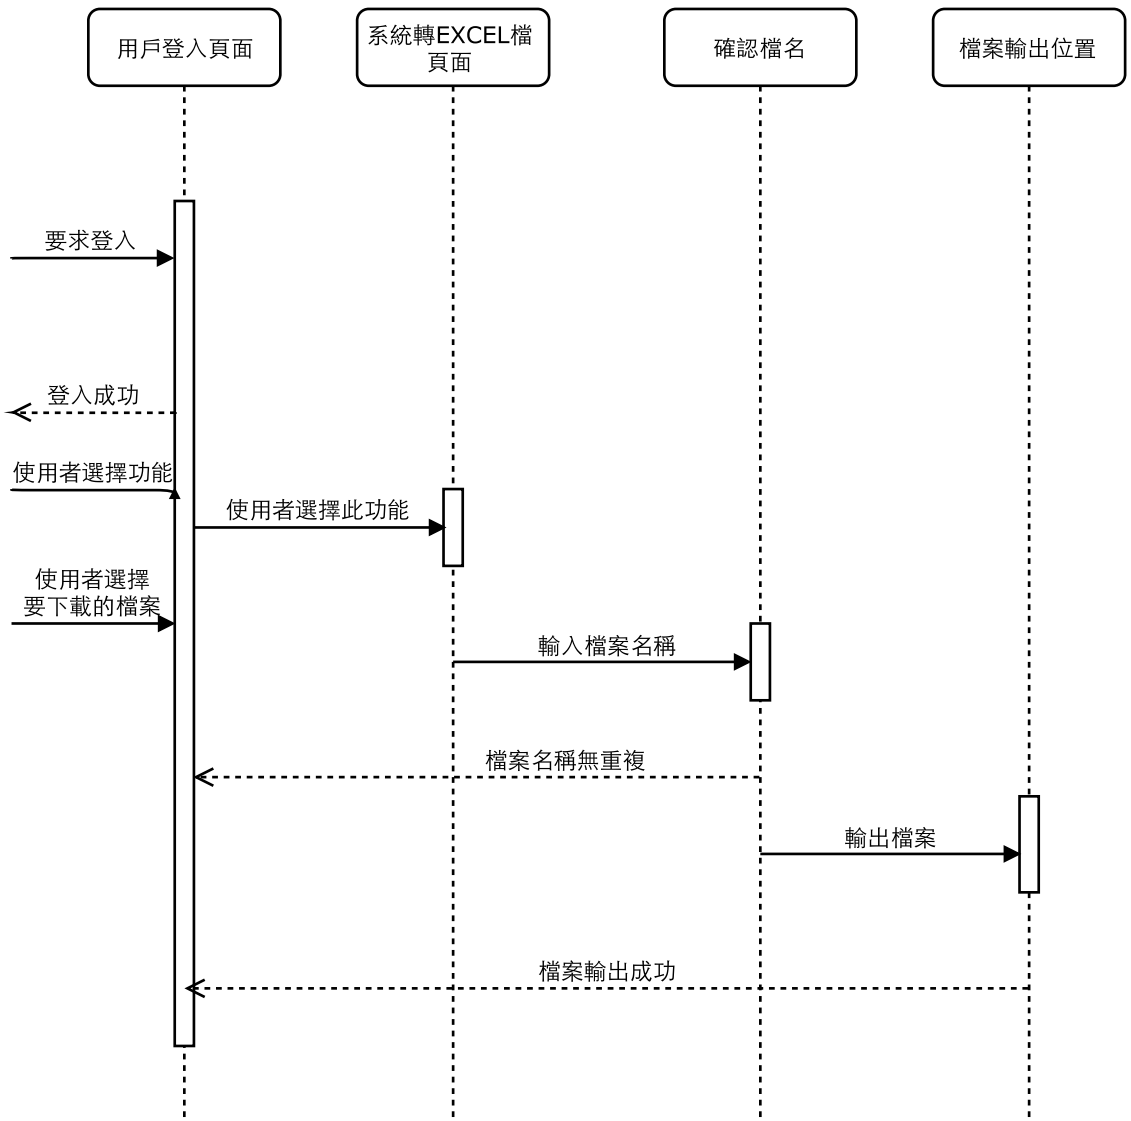 用戶登入頁面
系統轉EXCEL檔
頁面
確認檔名
檔案輸出位置
要求登入
登入成功
使用者選擇功能
使用者選擇此功能
使用者選擇
要下載的檔案
輸入檔案名稱
檔案名稱無重複
輸出檔案
檔案輸出成功